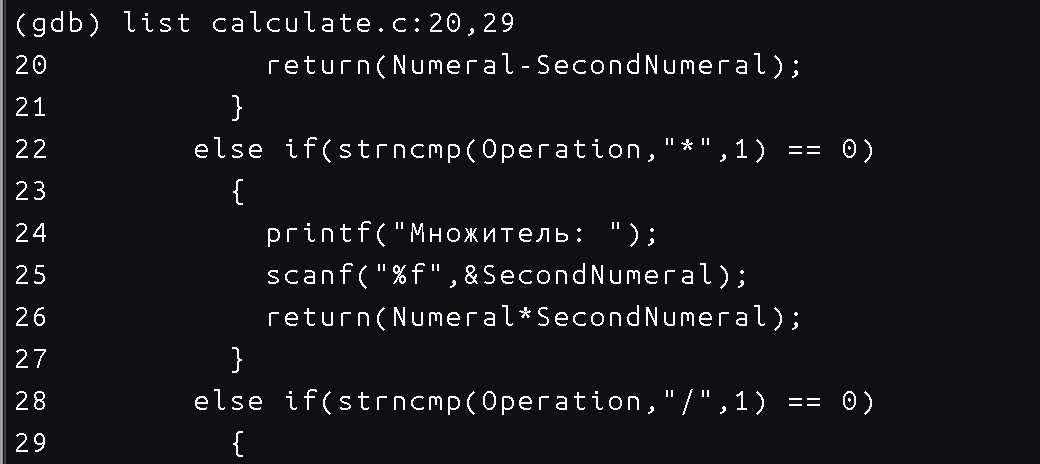 (gdb) list calculate.c:20,29
20            return(Numeral-SecondNumeral);
21          }
22        else if(strncmp(Operation,"*",1) == 0)
23          {
24            printf("Множитель: ");
25            scanf("%f",&SecondNumeral);
26            return(Numeral*SecondNumeral);
27          }
28        else if(strncmp(Operation,"/",1) == 0)
29          {